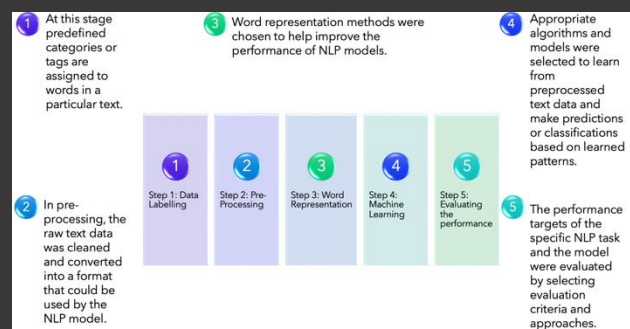 1
At this stage
predefined
categories or
tags are
assigned to
words in a
particular text.
3
Word representation methods were
chosen to help improve the
performance of NLP models.
4
Appropriate
algorithms and
models were
selected to learn
from
preprocessed
text data and
make predictions
or classifications
based on learned
patterns.
1
Step 1: Data
Labelling
2
Step 2: Pre-
Processing
3
Step 3: Word
Representation
4
Step 4:
Machine
Learning
5
Step 5:
Evaluating
the
performance
2
In pre-
processing, the
raw text data
was cleaned
and converted
into a format
that could be
used by the
NLP model.
5
The performance
targets of the
specific NLP task
and the model
were evaluated
by selecting
evaluation
criteria and
approaches.